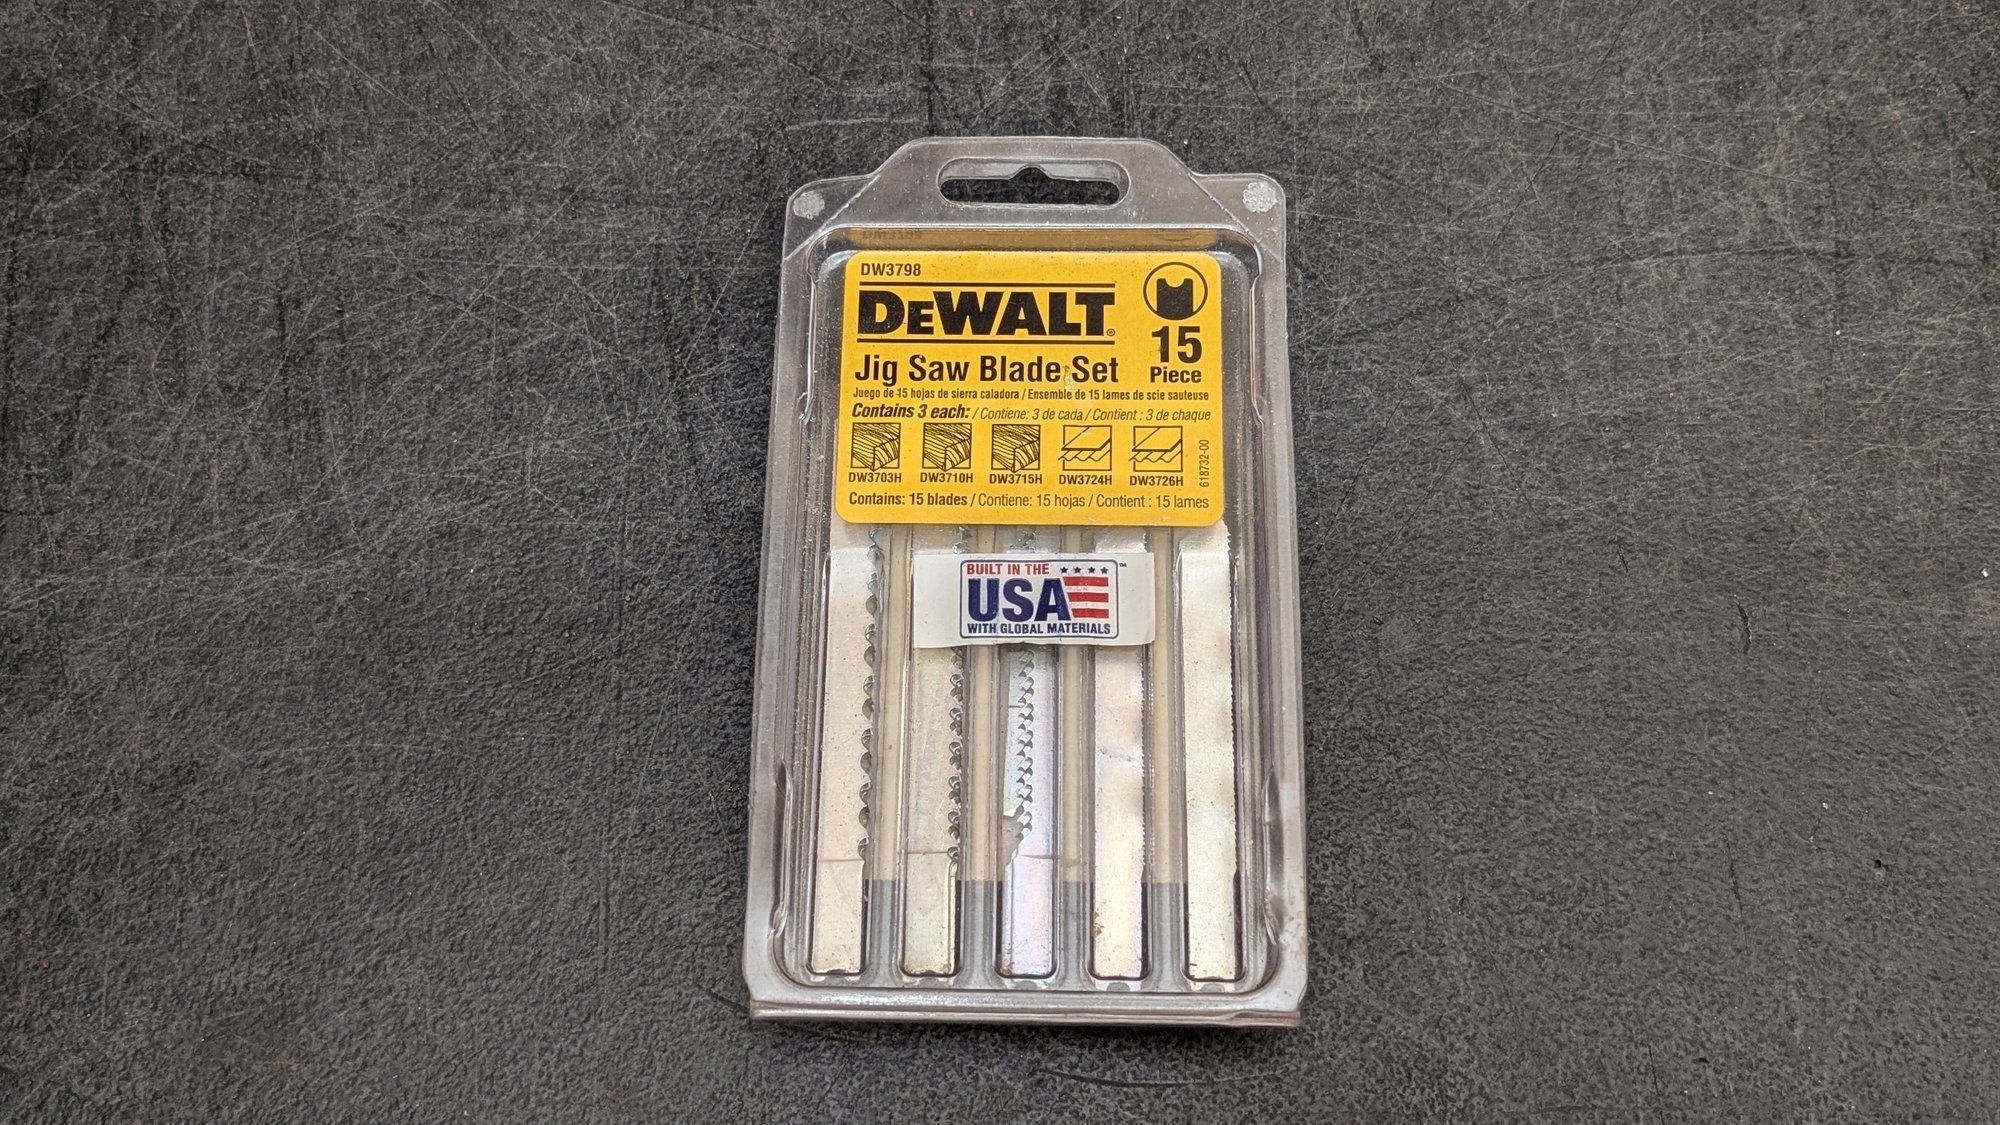 DW3798
DEWALT®
15
Piece
Jig Saw Blade Set
Juego de 15 hojas de sierra caladora / Ensemble de 15 lames de scie sauteuse
Contains 3 each: / Contiene: 3 de cada / Contient : 3 de chaque
DW3703H DW3710H DW3715H DW3724H DW3726H
618732-00
Contains: 15 blades / Contiene: 15 hojas / Contient : 15 lames
BUILT IN THE
USA™
WITH GLOBAL MATERIALS